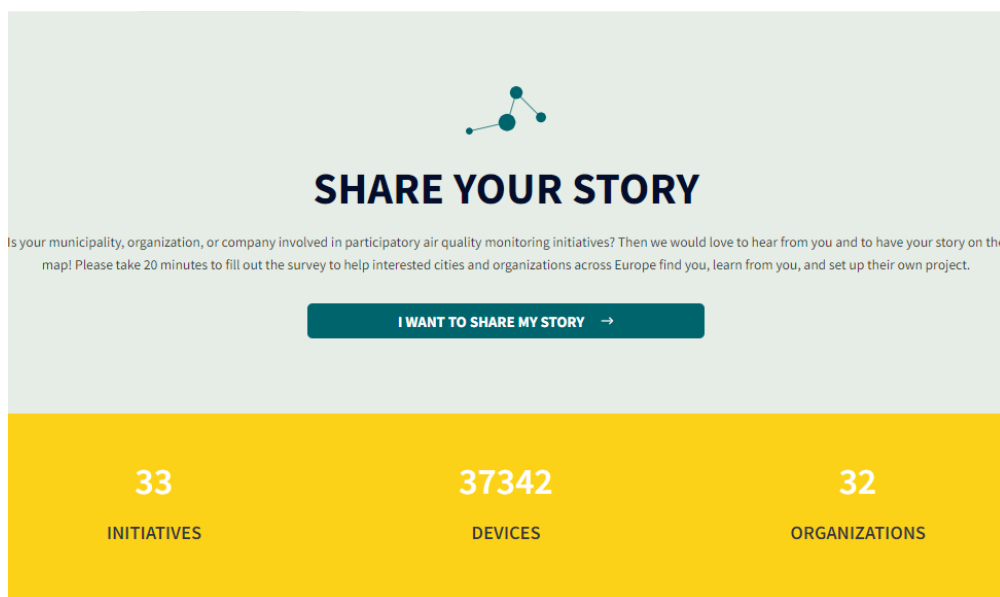 SHARE YOUR STORY
Is your municipality, organization, or company involved in participatory air quality monitoring initiatives? Then we would love to hear from you and to have your story on the
map! Please take 20 minutes to fill out the survey to help interested cities and organizations across Europe find you, learn from you, and set up their own project.
I WANT TO SHARE MY STORY →
33
37342
32
INITIATIVES
DEVICES
ORGANIZATIONS